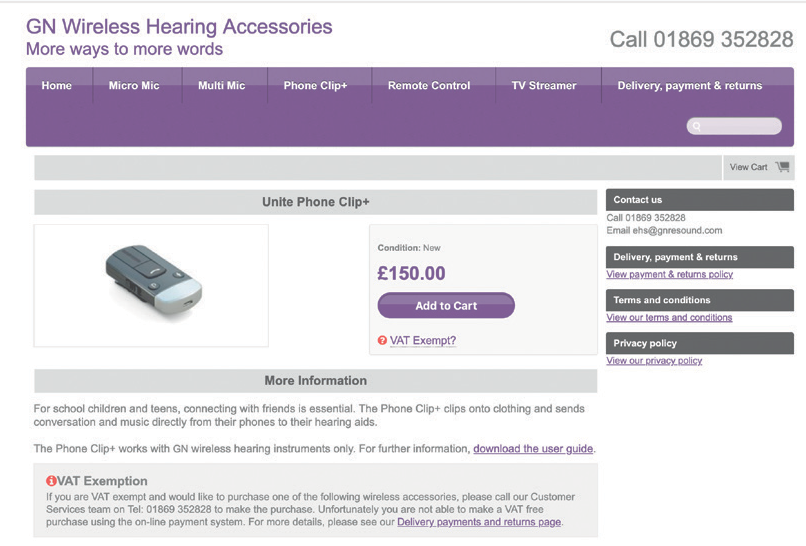 GN Wireless Hearing Accessories
More ways to more words
Call 01869 352828
Home
Micro Mic
Multi Mic
Phone Clip+
Remote Control
TV Streamer
Delivery, payment & returns
View Cart
Unite Phone Clip+
Condition: New
£150.00
Add to Cart
? VAT Exempt?
More Information
For school children and teens, connecting with friends is essential. The Phone Clip+ clips onto clothing and sends
conversation and music directly from their phones to their hearing aids.
The Phone Clip+ works with GN wireless hearing instruments only. For further information, download the user guide.
VAT Exemption
If you are VAT exempt and would like to purchase one of the following wireless accessories, please call our Customer
Services team on Tel: 01869 352828 to make the purchase. Unfortunately you are not able to make a VAT free
purchase using the on-line payment system. For more details, please see our Delivery payments and returns page.
Contact us
Call 01869 352828
Email ehs@gnresound.com
Delivery, payment & returns
View payment & returns policy
Terms and conditions
View our terms and conditions
Privacy policy
View our privacy policy